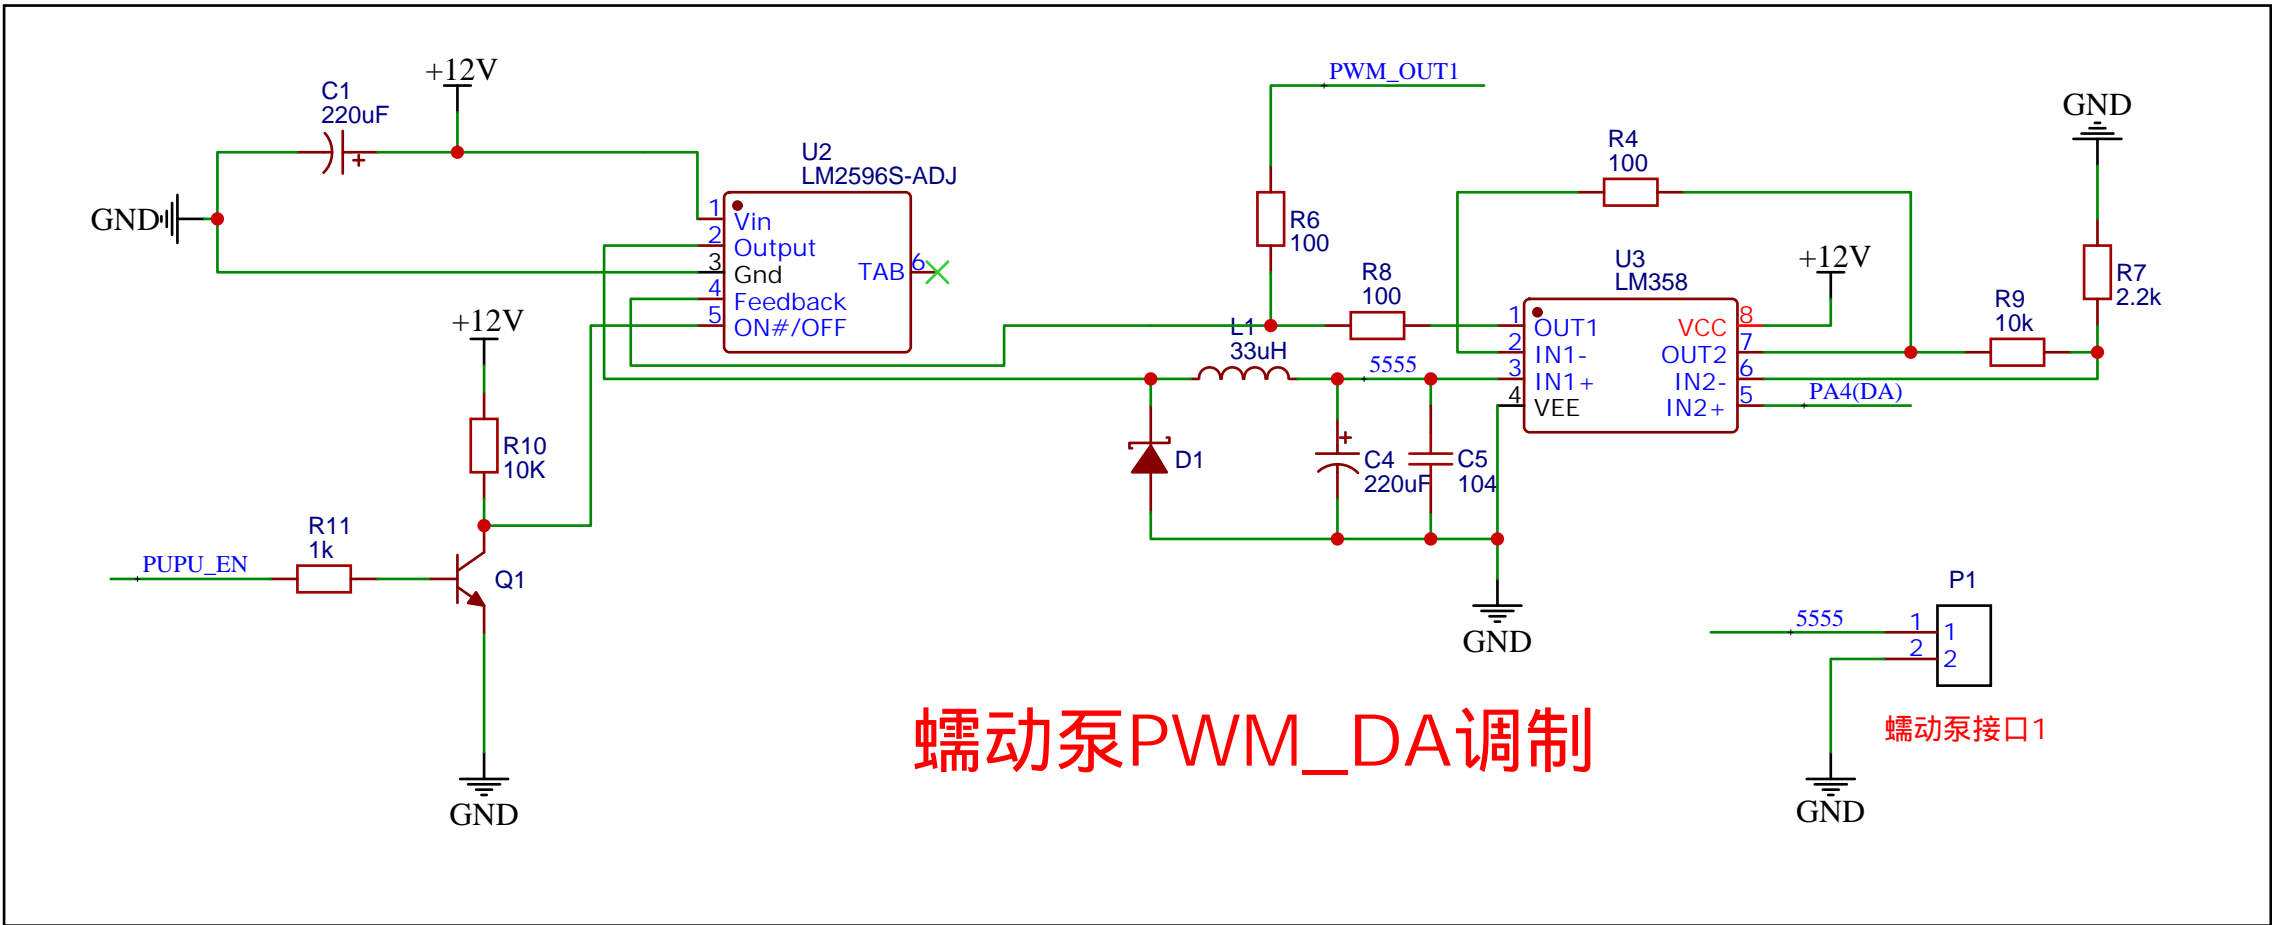 +12V
C1
220uF
GND
U2
LM2596S-ADJ
1
Vin
2
Output
3
Gnd
4
Feedback
5
ON#/OFF
TAB
6
+12V
R10
10K
R11
1k
PUPU_EN
Q1
GND
PWM_OUT1
R6
100
R8
100
L1
33uH
5555
D1
C4
220uF
C5
104
GND
R4
100
U3
LM358
1
OUT1
2
IN1-
3
IN1+
4
VEE
VCC
8
OUT2
7
IN2-
6
IN2+
5
+12V
PA4(DA)
R9
10k
GND
R7
2.2k
P1
5555
1
1
2
2
GND
蠕动泵接口1
蠕动泵PWM_DA调制